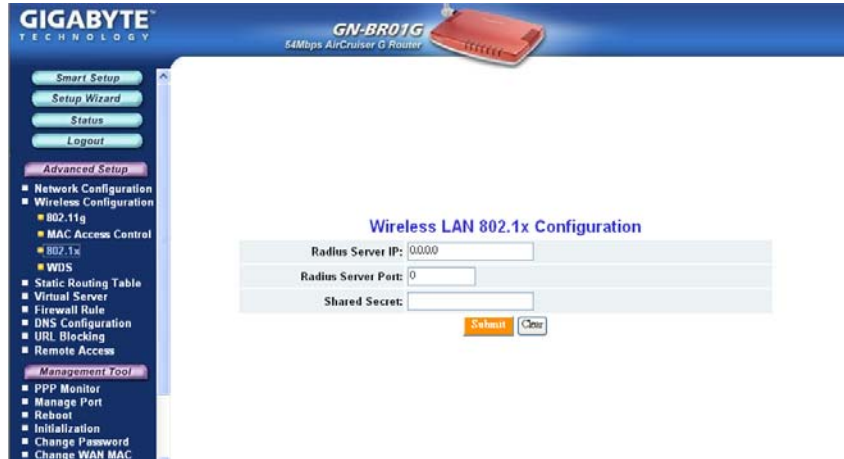 GIGABYTE™
TECHNOLOGY
GN-BR01G
54Mbps AirCruiser G Router
Smart Setup
Setup Wizard
Status
Logout
Advanced Setup
Network Configuration
Wireless Configuration
802.11g
MAC Access Control
802.1x
WDS
Static Routing Table
Virtual Server
Firewall Rule
DNS Configuration
URL Blocking
Remote Access
Management Tool
PPP Monitor
Manage Port
Reboot
Initialization
Change Password
Change WAN MAC
Wireless LAN 802.1x Configuration
Radius Server IP: 0.0.0.0
Radius Server Port: 0
Shared Secret:
Submit Clear